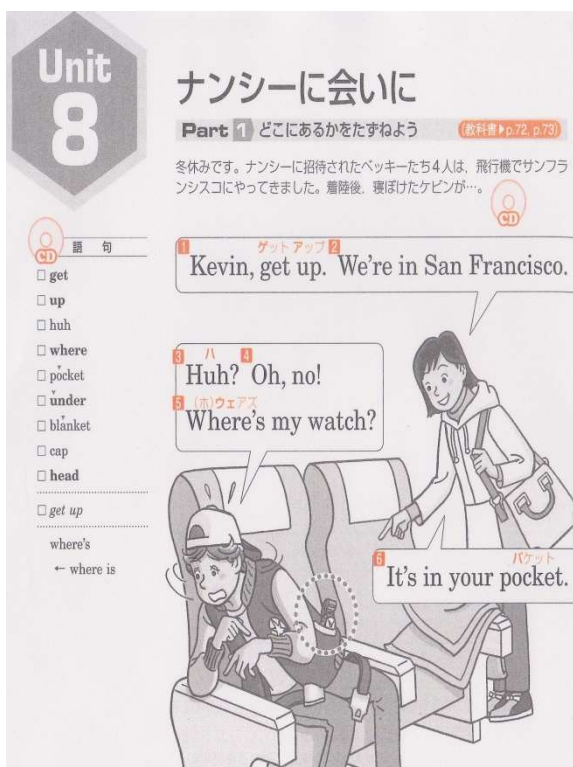 Unit
8
ナンシーに会いに
Part 1 どこにあるかをたずねよう
(教科書▶p.72, p.73)
冬休みです。ナンシーに招待されたベッキーたち4人は，飛行機でサンフラ
ンシスコにやってきました。着陸後，寝ぼけたケビンが…。
CD
CD
語 句
□ get
□ up
□ huh
□ where
□ pocket
□ under
□ blanket
□ cap
□ head
□ get up
where's
← where is
ゲット アップ
1 Kevin, get up. 2 We're in San Francisco.
ハ
3 Huh? 4 Oh, no!
(ホ)ウェアズ
5 Where's my watch?
パケット
6 It's in your pocket.